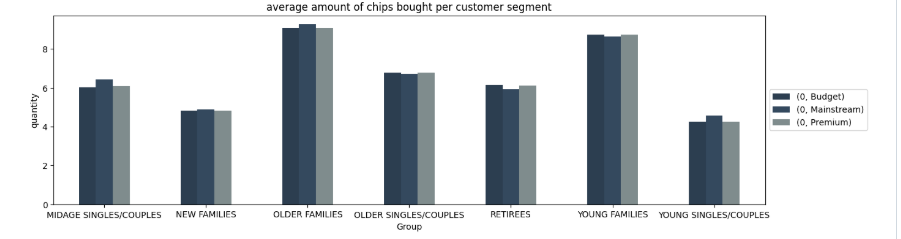 average amount of chips bought per customer segment
8
6
4
2
0
quantity
MIDAGE SINGLES/COUPLES NEW FAMILIES OLDER FAMILIES OLDER SINGLES/COUPLES RETIREES YOUNG FAMILIES YOUNG SINGLES/COUPLES
Group
(0, Budget)
(0, Mainstream)
(0, Premium)